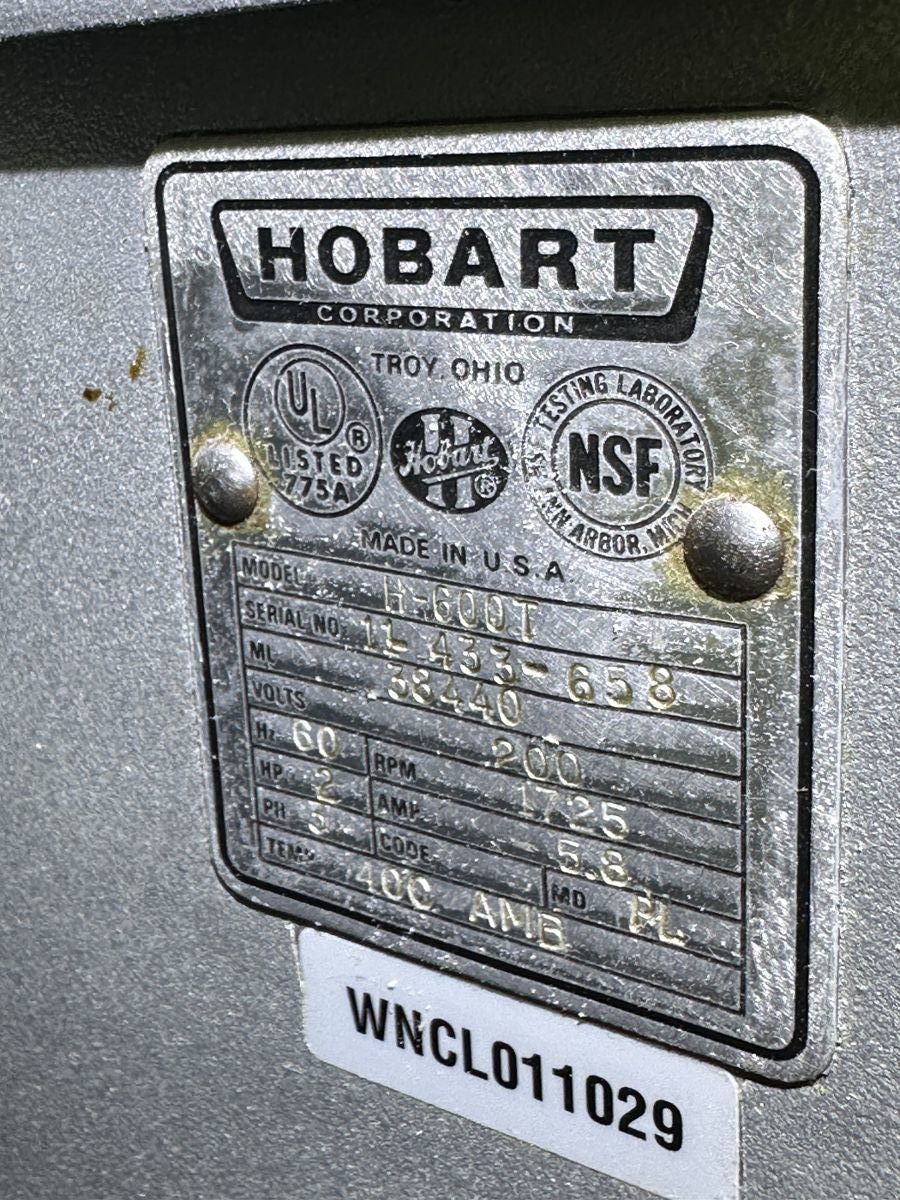 HOBART
CORPORATION
TROY, OHIO
UL ® LISTED 775A
Hobart ®
NSF TESTING LABORATORY ANN ARBOR, MICH
NSF
MADE IN U.S.A.
MODEL H-600T
SERIAL NO. 11-433-658
ML 38440
VOLTS 200
Hz 60 RPM 1725
HP 2 AMP 5.8
PH 3 CODE MD PL
TEMP 40C AMB
WNCL011029